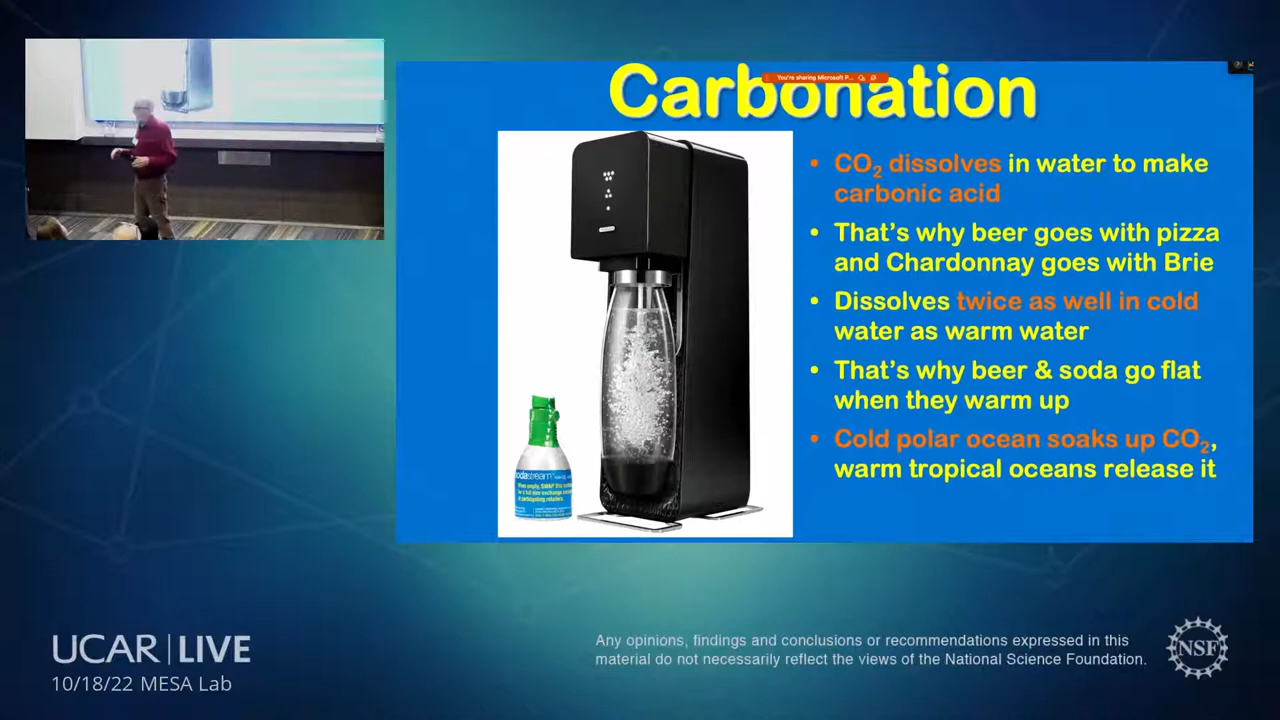 You're sharing Microsoft P...
Carbonation
• CO₂ dissolves in water to make
carbonic acid
• That's why beer goes with pizza
and Chardonnay goes with Brie
• Dissolves twice as well in cold
water as warm water
• That's why beer & soda go flat
when they warm up
• Cold polar ocean soaks up CO₂,
warm tropical oceans release it
sodastream
UCAR | LIVE
10/18/22 MESA Lab
Any opinions, findings and conclusions or recommendations expressed in this
material do not necessarily reflect the views of the National Science Foundation.
NSF